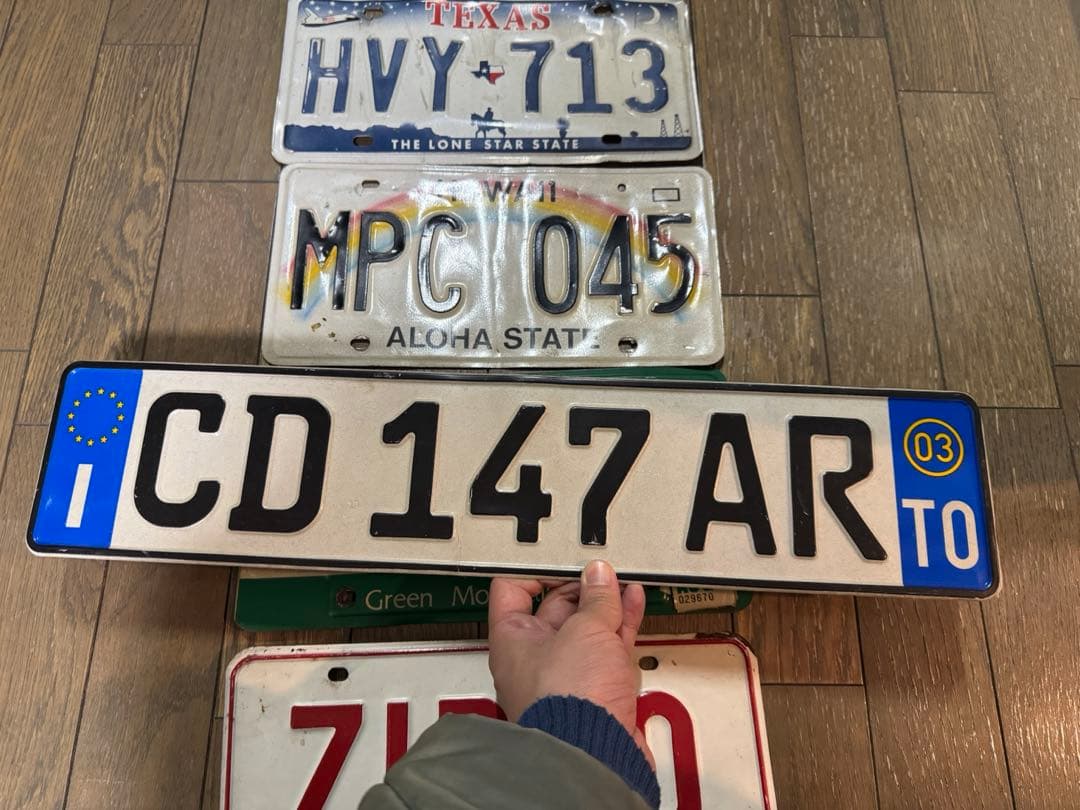 TEXAS
HVY 713
THE LONE STAR STATE
MPC 045
ALOHA STATE
I CD 147 AR 03 TO
Green
029670